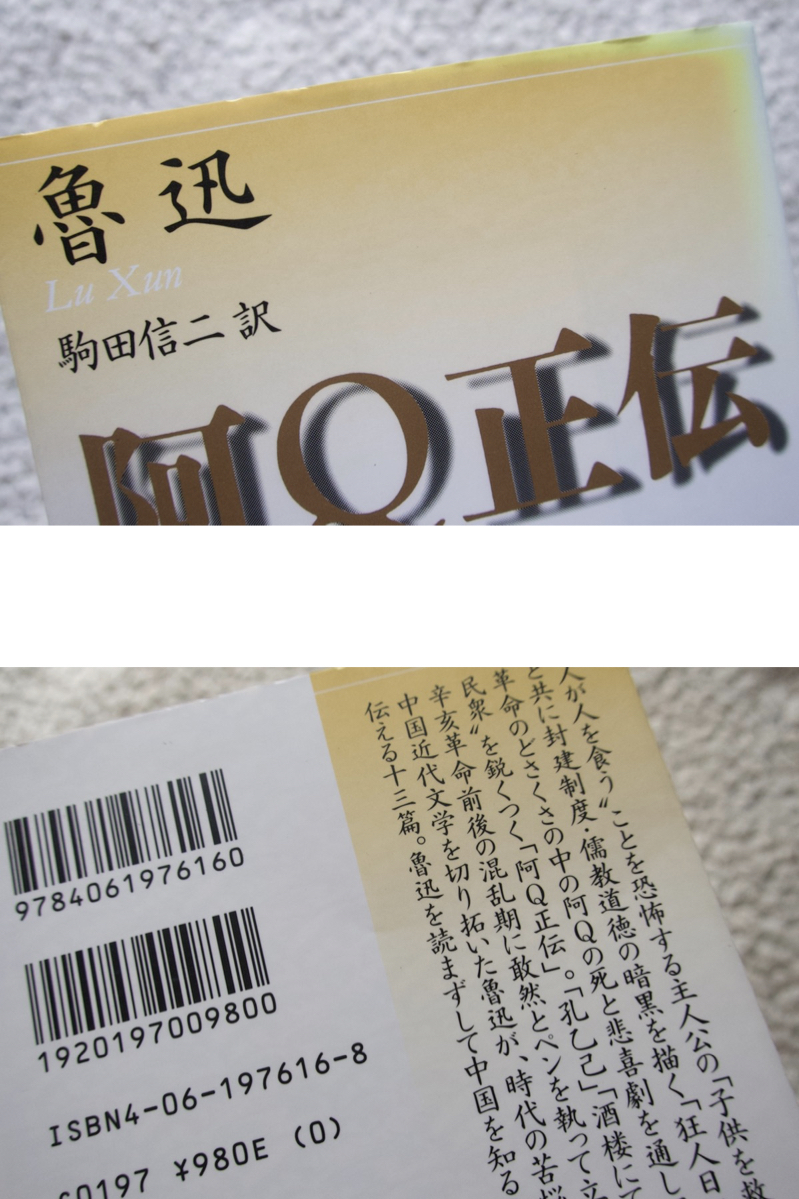 魯迅
Lu Xun
駒田信二 訳
阿Q正伝
9784061976160
1920197009800
ISBN4-06-197616-8
C0197 ¥980E (0)
人が人を食う〟ことを恐怖する主人公の「子供を救
と共に封建制度・儒教道徳の暗黒を描く「狂人日
革命のどさくさの中の阿Qの死と悲喜劇を通し
民衆〟を鋭くつく「阿Q正伝」。「孔乙己」「酒楼にて
辛亥革命前後の混乱期に敢然とペンを執って立
中国近代文学を切り拓いた魯迅が、時代の苦悩
伝える十三篇。魯迅を読まずして中国を知る